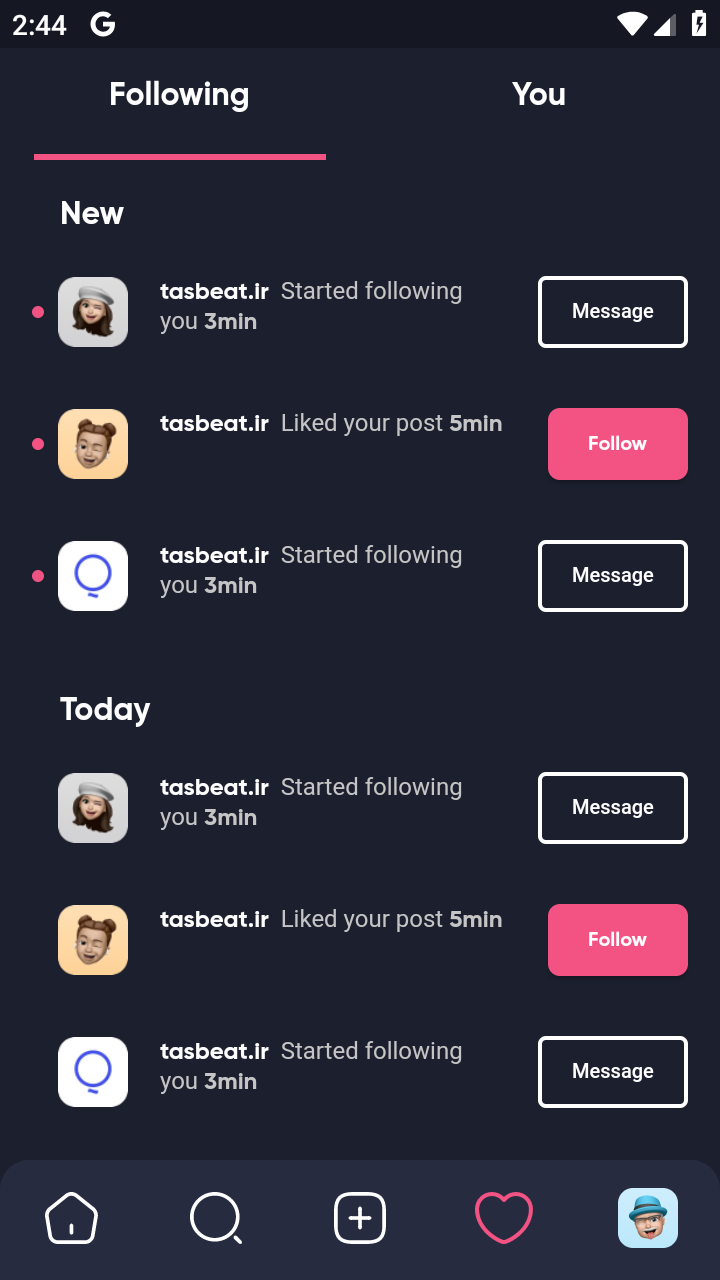 2:44 G
Following You
New
tasbeat.ir Started following
you 3min
Message
tasbeat.ir Liked your post 5min
Follow
tasbeat.ir Started following
you 3min
Message
Today
tasbeat.ir Started following
you 3min
Message
tasbeat.ir Liked your post 5min
Follow
tasbeat.ir Started following
you 3min
Message